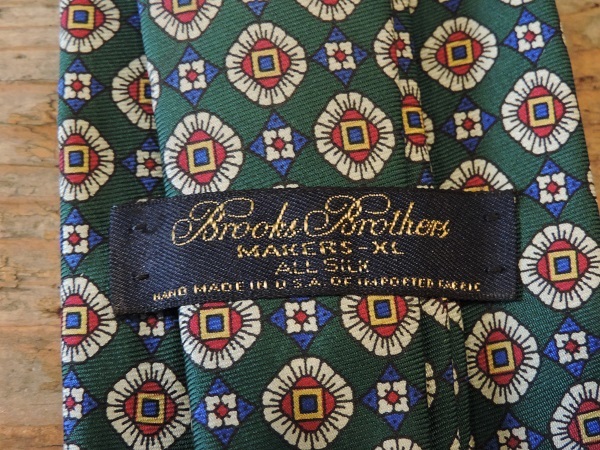 Brooks Brothers
MAKERS-XL
ALL SILK
HAND MADE IN U.S.A. OF IMPORTED FABRIC